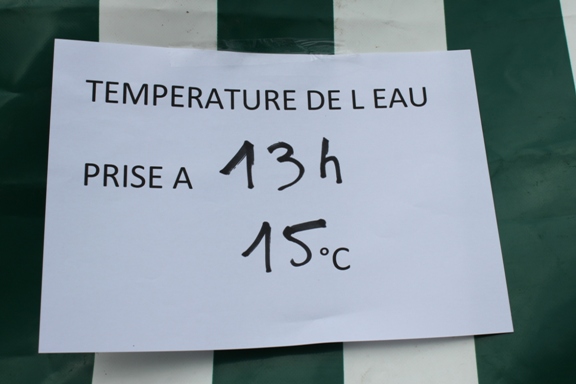 TEMPERATURE DE L EAU
PRISE A 13h
15°C